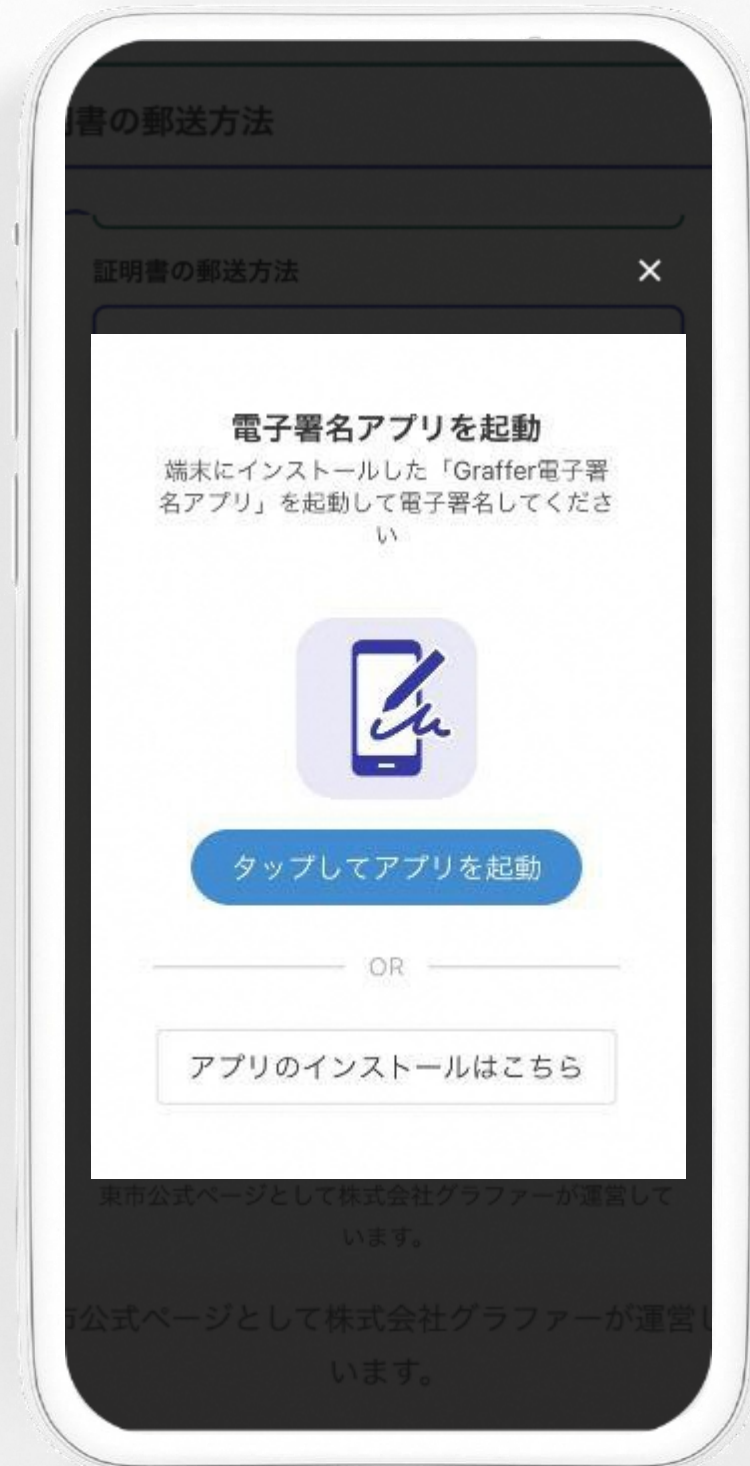 書の郵送方法
証明書の郵送方法
電子署名アプリを起動
端末にインストールした「Graffer電子署
名アプリ」を起動して電子署名してくださ
い
タップしてアプリを起動
OR
アプリのインストールはこちら
東市公式ページとして株式会社グラファーが運営して
います。
市公式ページとして株式会社グラファーが運営し
います。